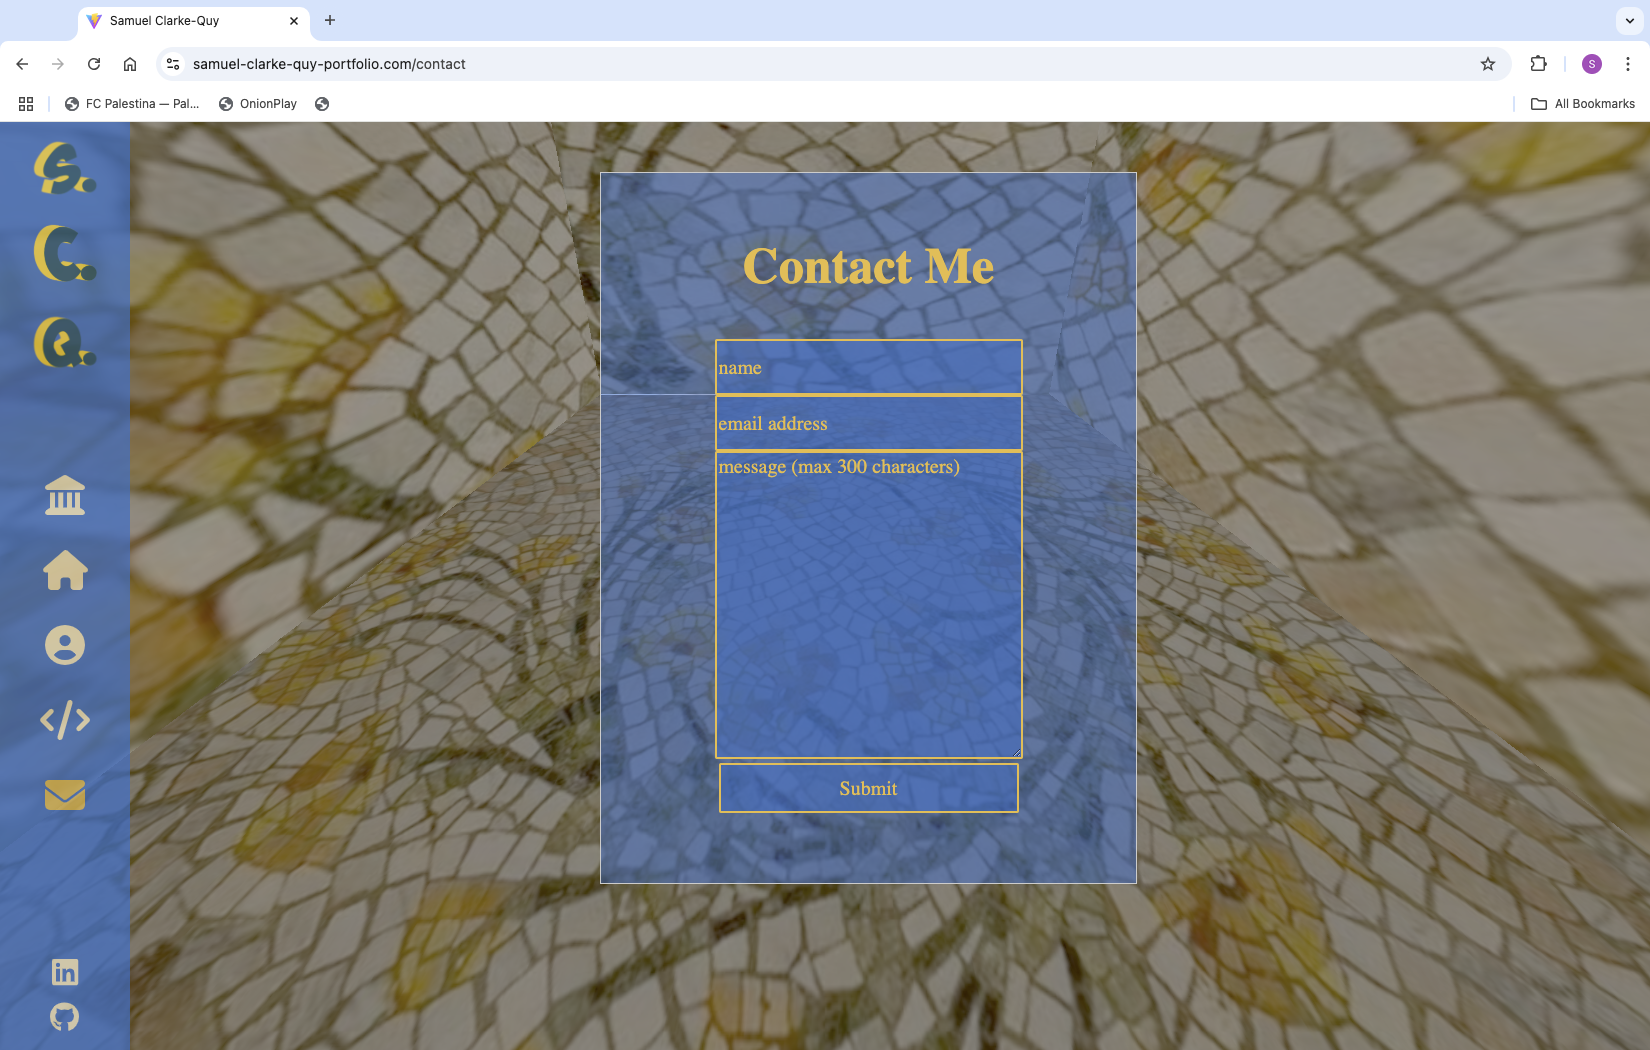 Samuel Clarke-Quy
samuel-clarke-quy-portfolio.com/contact
S
FC Palestina — Pal...
OnionPlay
All Bookmarks
S.
C.
Q.
Contact Me
name
email address
message (max 300 characters)
Submit